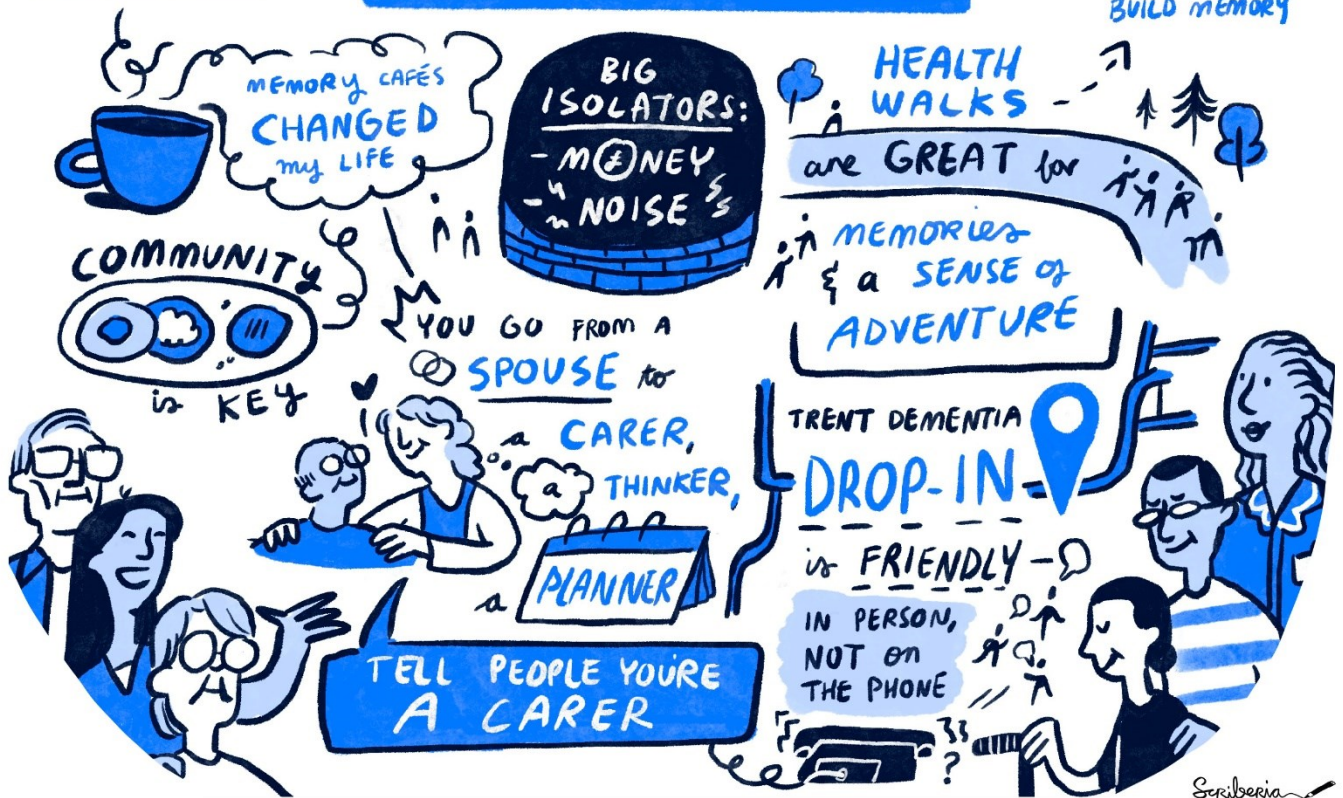 BUILD MEMORY
MEMORY CAFÉS
CHANGED
my LIFE
BIG
ISOLATORS:
- M£NEY
- NOISE
HEALTH
WALKS
are GREAT for
MEMORIES
& a SENSE of
ADVENTURE
COMMUNITY
is KEY
YOU GO FROM A
SPOUSE to
a CARER,
a THINKER,
a PLANNER
TELL PEOPLE YOU'RE
A CARER
TRENT DEMENTIA
DROP-IN
is FRIENDLY -
IN PERSON,
NOT on
THE PHONE
?
Scriberia